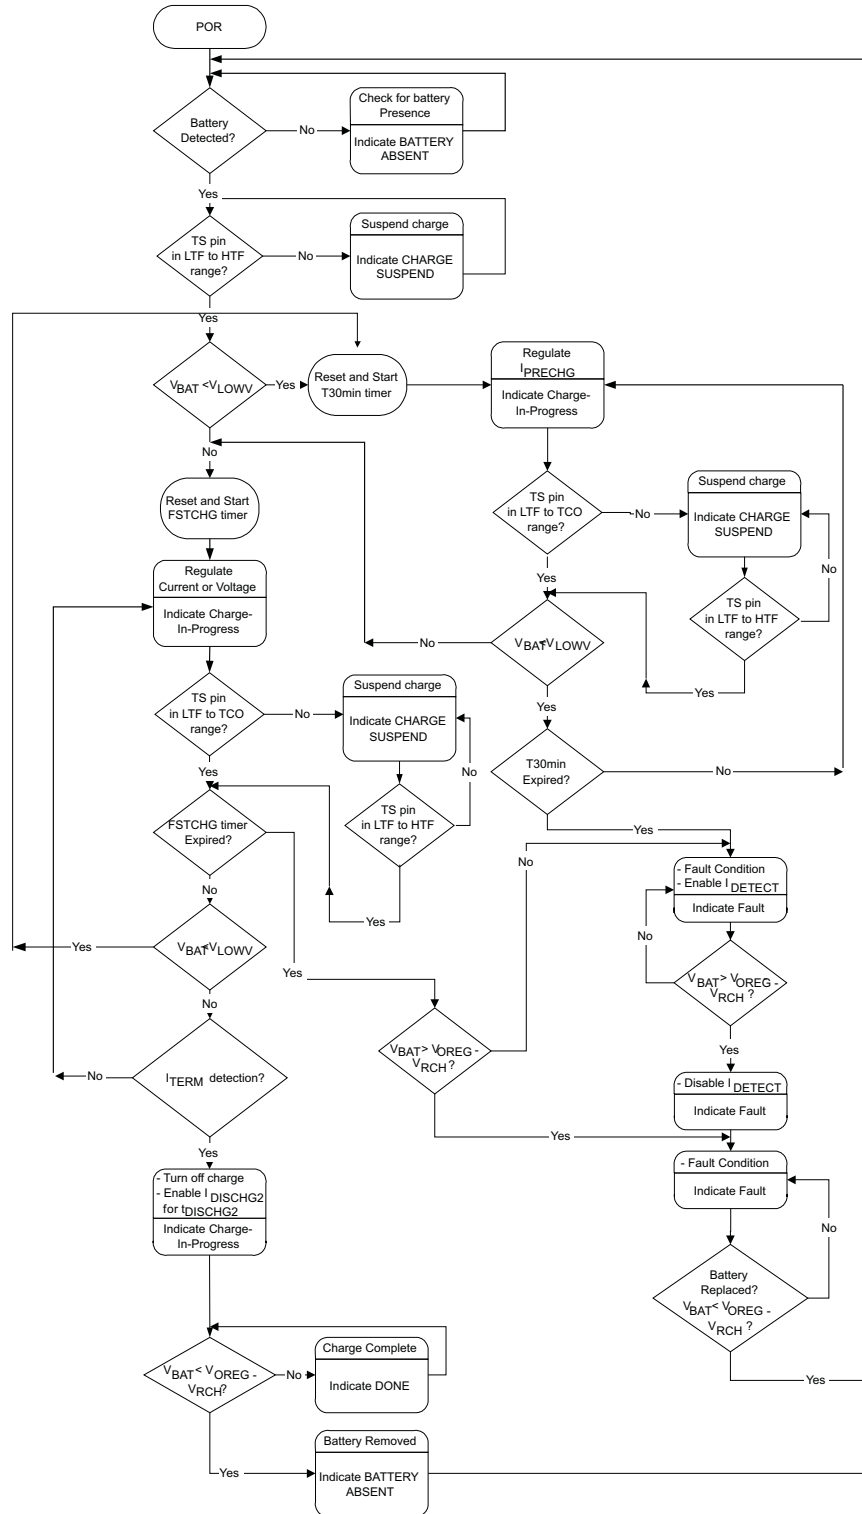 POR
Battery
Detected?
No
Check for battery
Presence
Indicate BATTERY
ABSENT
Yes
TS pin
in LTF to HTF
range?
No
Suspend charge
Indicate CHARGE
SUSPEND
Yes
VBAT <VLOWV
Yes
Reset and Start
T30min timer
Regulate
IPRECHG
Indicate Charge-
In-Progress
No
Reset and Start
FSTCHG timer
TS pin
in LTF to TCO
range?
No
Suspend charge
Indicate CHARGE
SUSPEND
No
TS pin
in LTF to HTF
range?
Yes
Yes
VBAT<VLOWV
No
Yes
Regulate
Current or Voltage
Indicate Charge-
In-Progress
TS pin
in LTF to TCO
range?
No
Suspend charge
Indicate CHARGE
SUSPEND
No
TS pin
in LTF to HTF
range?
Yes
Yes
T30min
Expired?
No
Yes
FSTCHG timer
Expired?
No
Yes
VBAT<VLOWV
Yes
No
No
- Fault Condition
- Enable IDETECT
Indicate Fault
No
VBAT> VOREG -
VRCH ?
Yes
VBAT> VOREG -
VRCH ?
Yes
- Disable IDETECT
Indicate Fault
ITERM detection?
No
Yes
- Fault Condition
Indicate Fault
No
Battery
Replaced?
VBAT< VOREG -
VRCH ?
Yes
- Turn off charge
- Enable IDISCHG2
for tDISCHG2
Indicate Charge-
In-Progress
VBAT< VOREG -
VRCH?
No
Charge Complete
Indicate DONE
Yes
Battery Removed
Indicate BATTERY
ABSENT